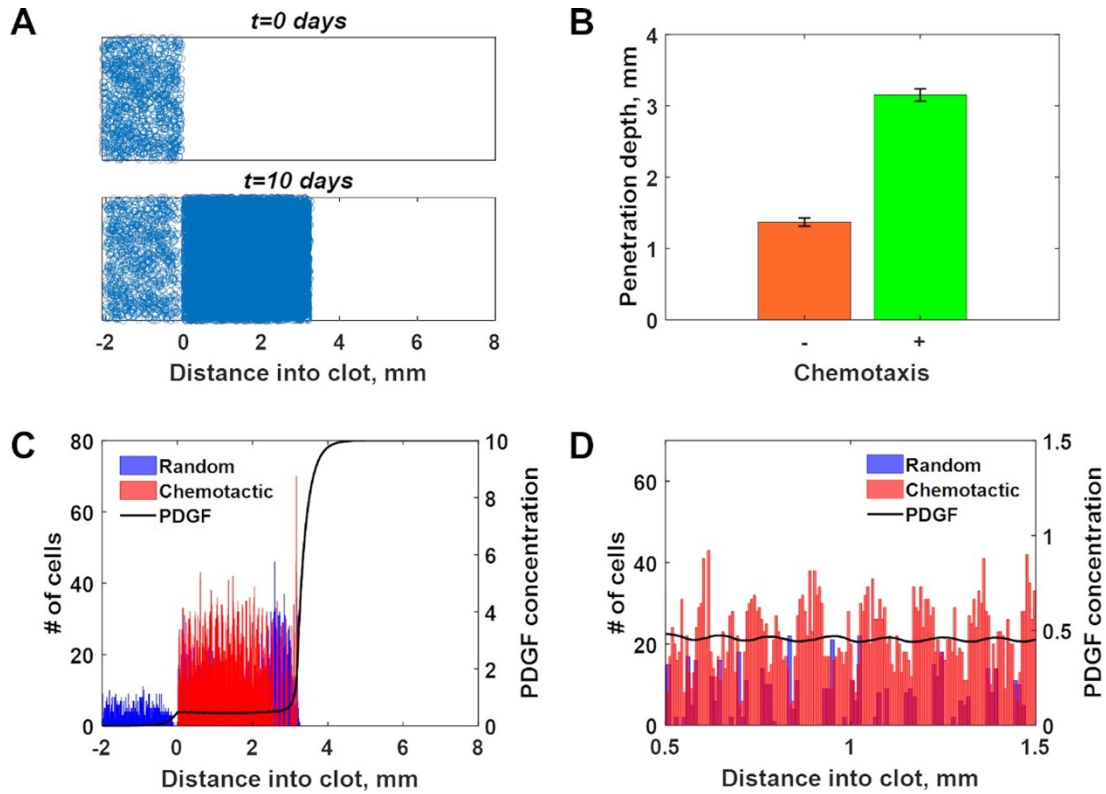 A
t=0 days
t=10 days
-2 0 2 4 6 8
Distance into clot, mm
B
Penetration depth, mm
4
3
2
1
0
- +
Chemotaxis
C
# of cells
80
60
40
20
0
Random
Chemotactic
PDGF
10
8
6
4
2
0
PDGF concentration
-2 0 2 4 6 8
Distance into clot, mm
D
# of cells
60
40
20
0
Random
Chemotactic
PDGF
1.5
1
0.5
0
PDGF concentration
0.5 1 1.5
Distance into clot, mm